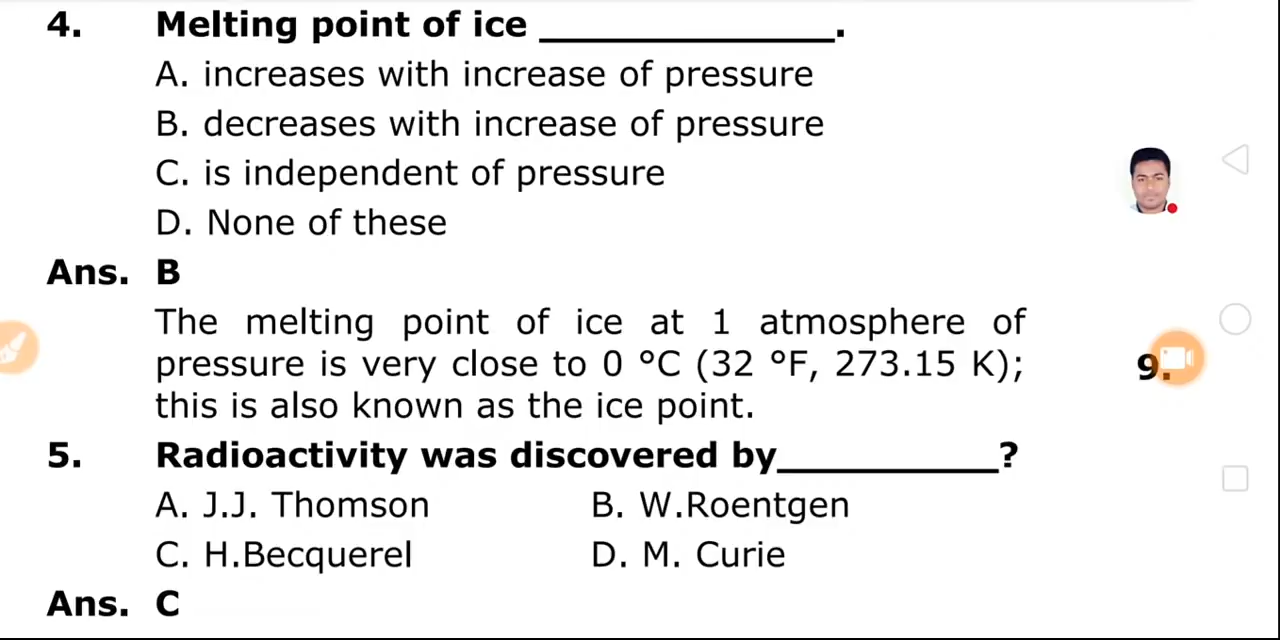 4. Melting point of ice ______________.
A. increases with increase of pressure
B. decreases with increase of pressure
C. is independent of pressure
D. None of these
Ans. B
The melting point of ice at 1 atmosphere of
pressure is very close to 0 °C (32 °F, 273.15 K);
this is also known as the ice point.
9.
5. Radioactivity was discovered by__________?
A. J.J. Thomson B. W.Roentgen
C. H.Becquerel D. M. Curie
Ans. C